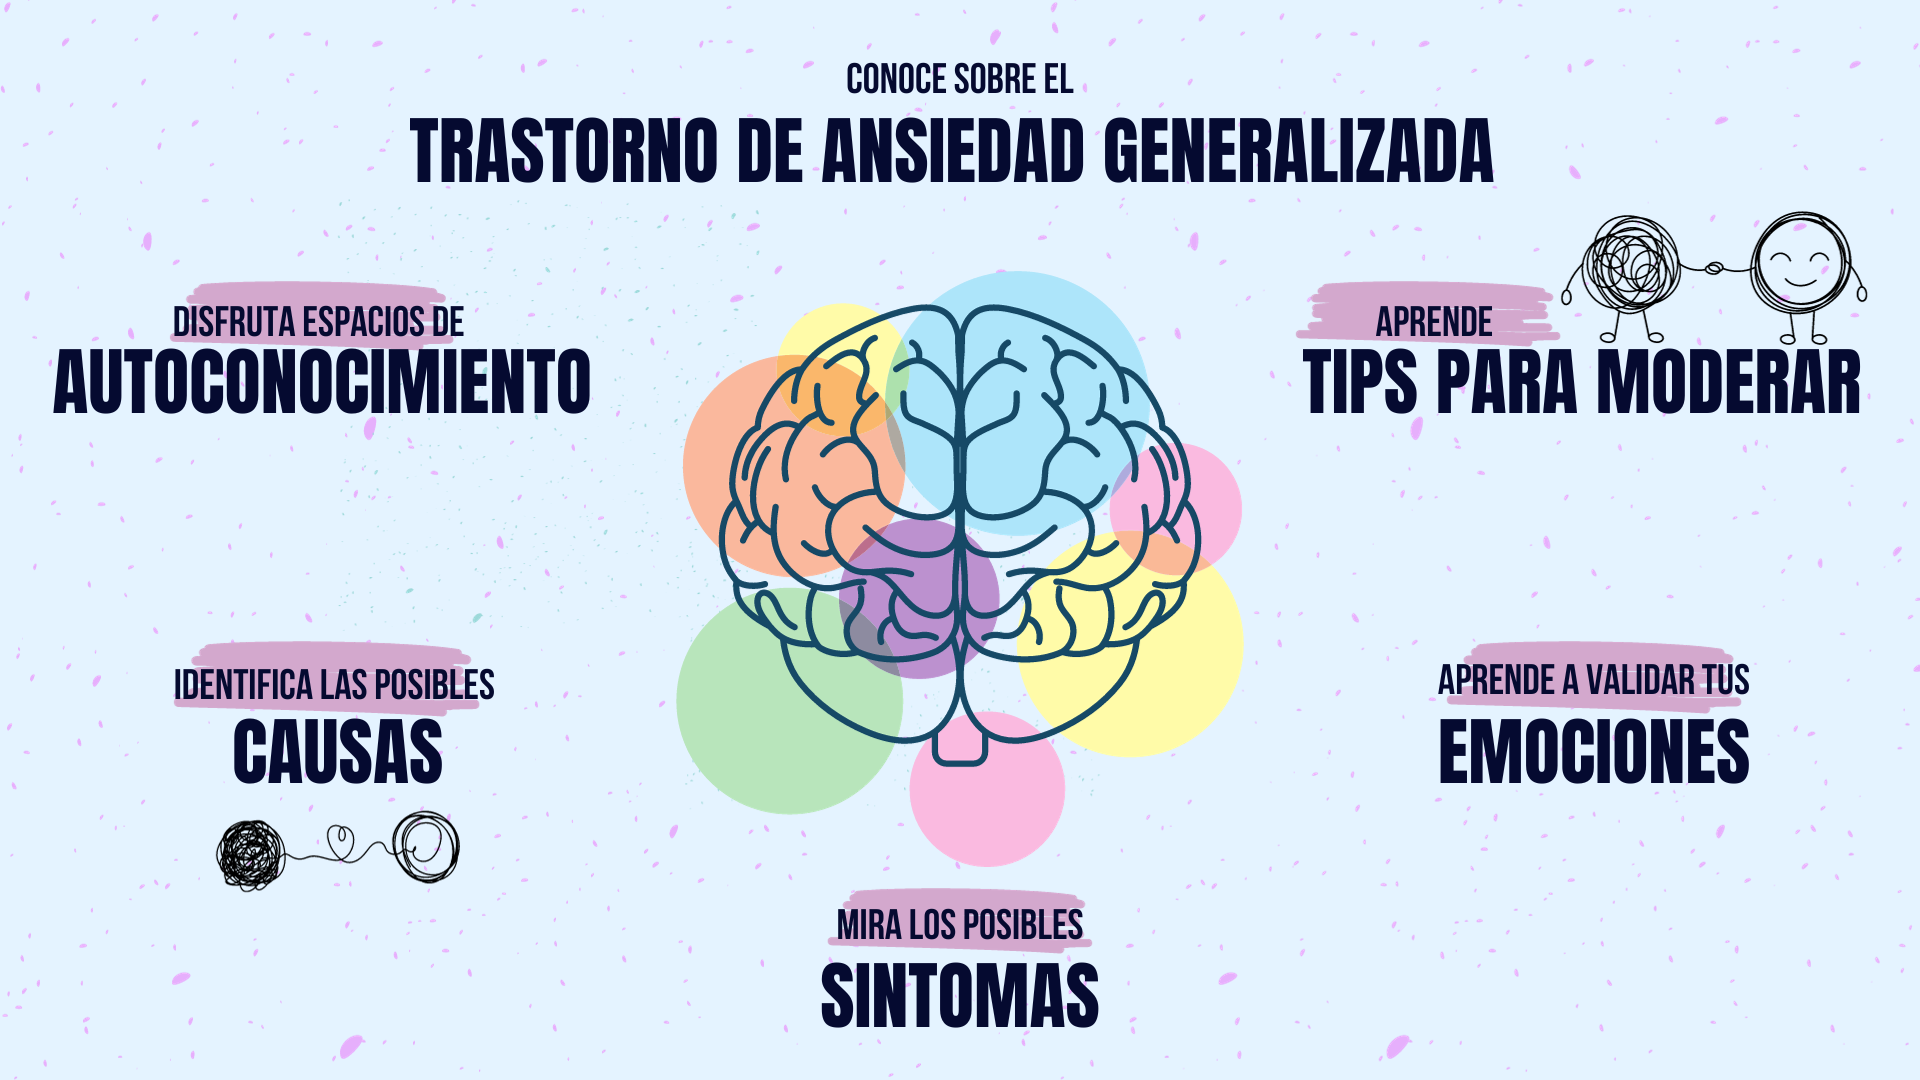 CONOCE SOBRE EL
TRASTORNO DE ANSIEDAD GENERALIZADA
DISFRUTA ESPACIOS DE
AUTOCONOCIMIENTO
APRENDE
TIPS PARA MODERAR
IDENTIFICA LAS POSIBLES
CAUSAS
APRENDE A VALIDAR TUS
EMOCIONES
MIRA LOS POSIBLES
SINTOMAS